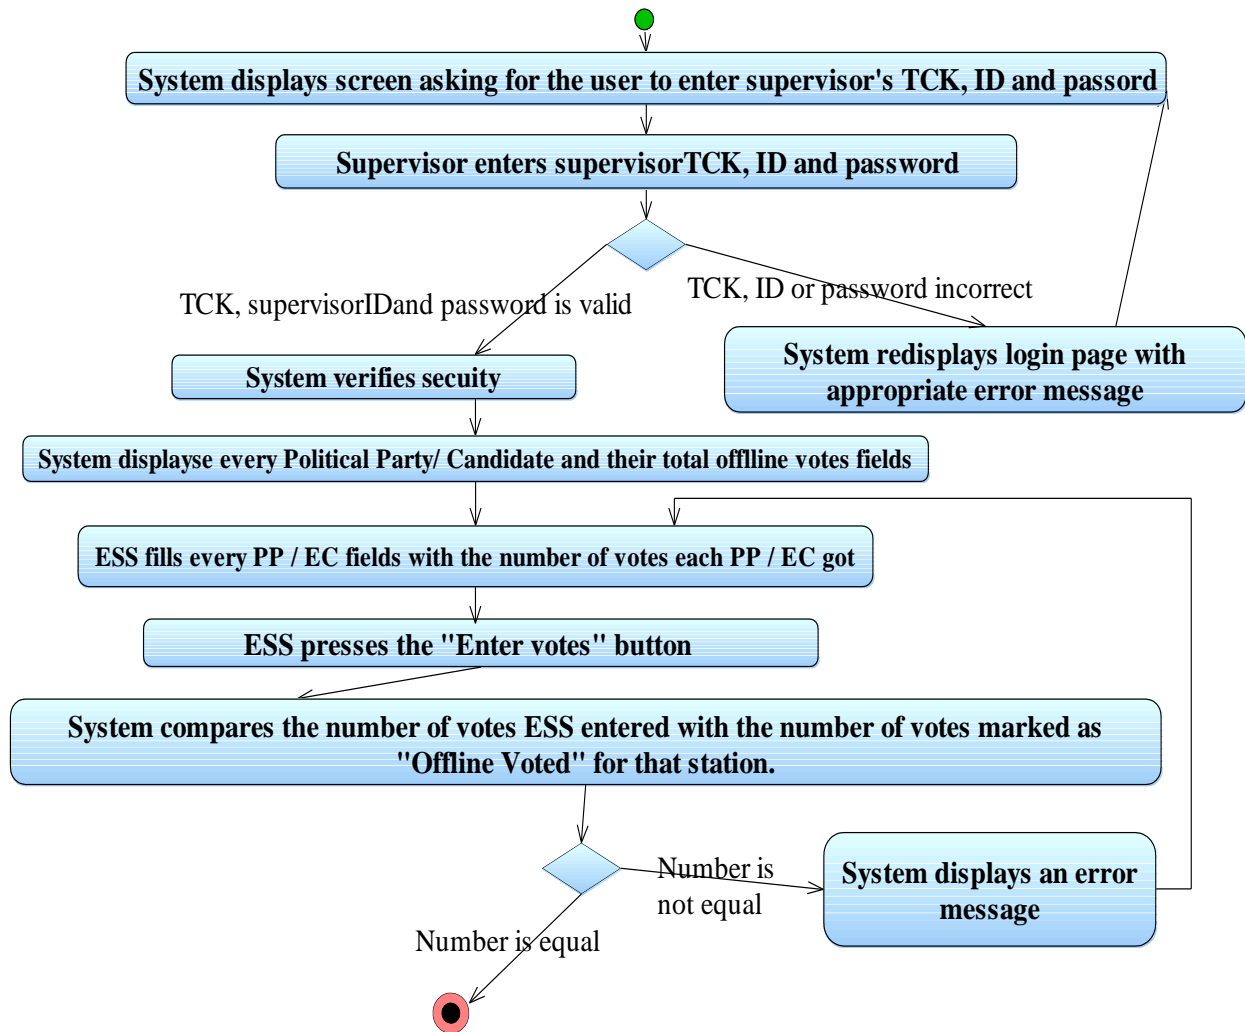 System displays screen asking for the user to enter supervisor's TCK, ID and passord
Supervisor enters supervisorTCK, ID and password
TCK, supervisorIDand password is valid
TCK, ID or password incorrect
System redisplays login page with
appropriate error message
System verifies secuity
System displayse every Political Party/ Candidate and their total offlline votes fields
ESS fills every PP / EC fields with the number of votes each PP / EC got
ESS presses the "Enter votes" button
System compares the number of votes ESS entered with the number of votes marked as
"Offline Voted" for that station.
Number is
not equal
System displays an error
message
Number is equal